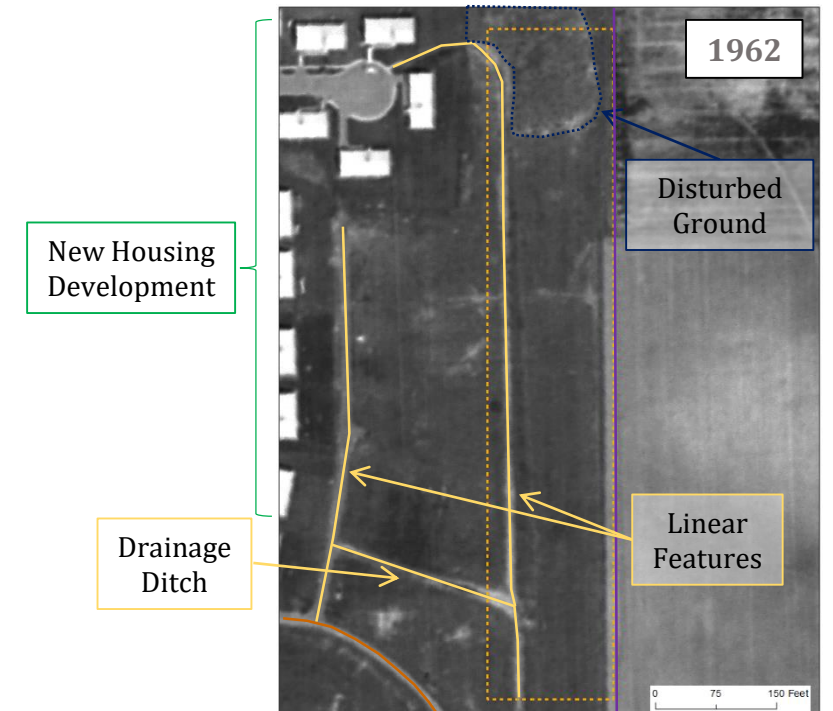 1962
Disturbed
Ground
New Housing
Development
Linear
Features
Drainage
Ditch
0 75 150 Feet